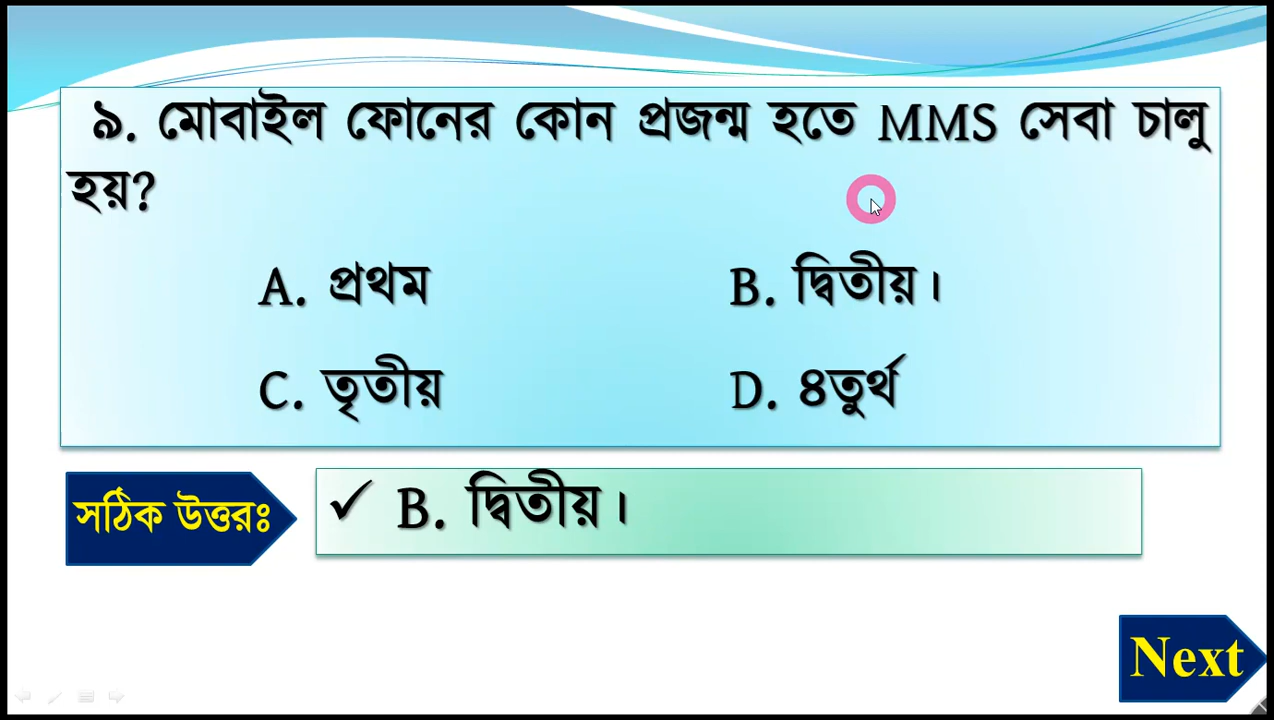 ৯. মোবাইল ফোনের কোন প্রজন্ম হতে MMS সেবা চালু
হয়?
A. প্রথম B. দ্বিতীয়।
C. তৃতীয় D. ৪তুর্থ
সঠিক উত্তরঃ ✓ B. দ্বিতীয়।
Next